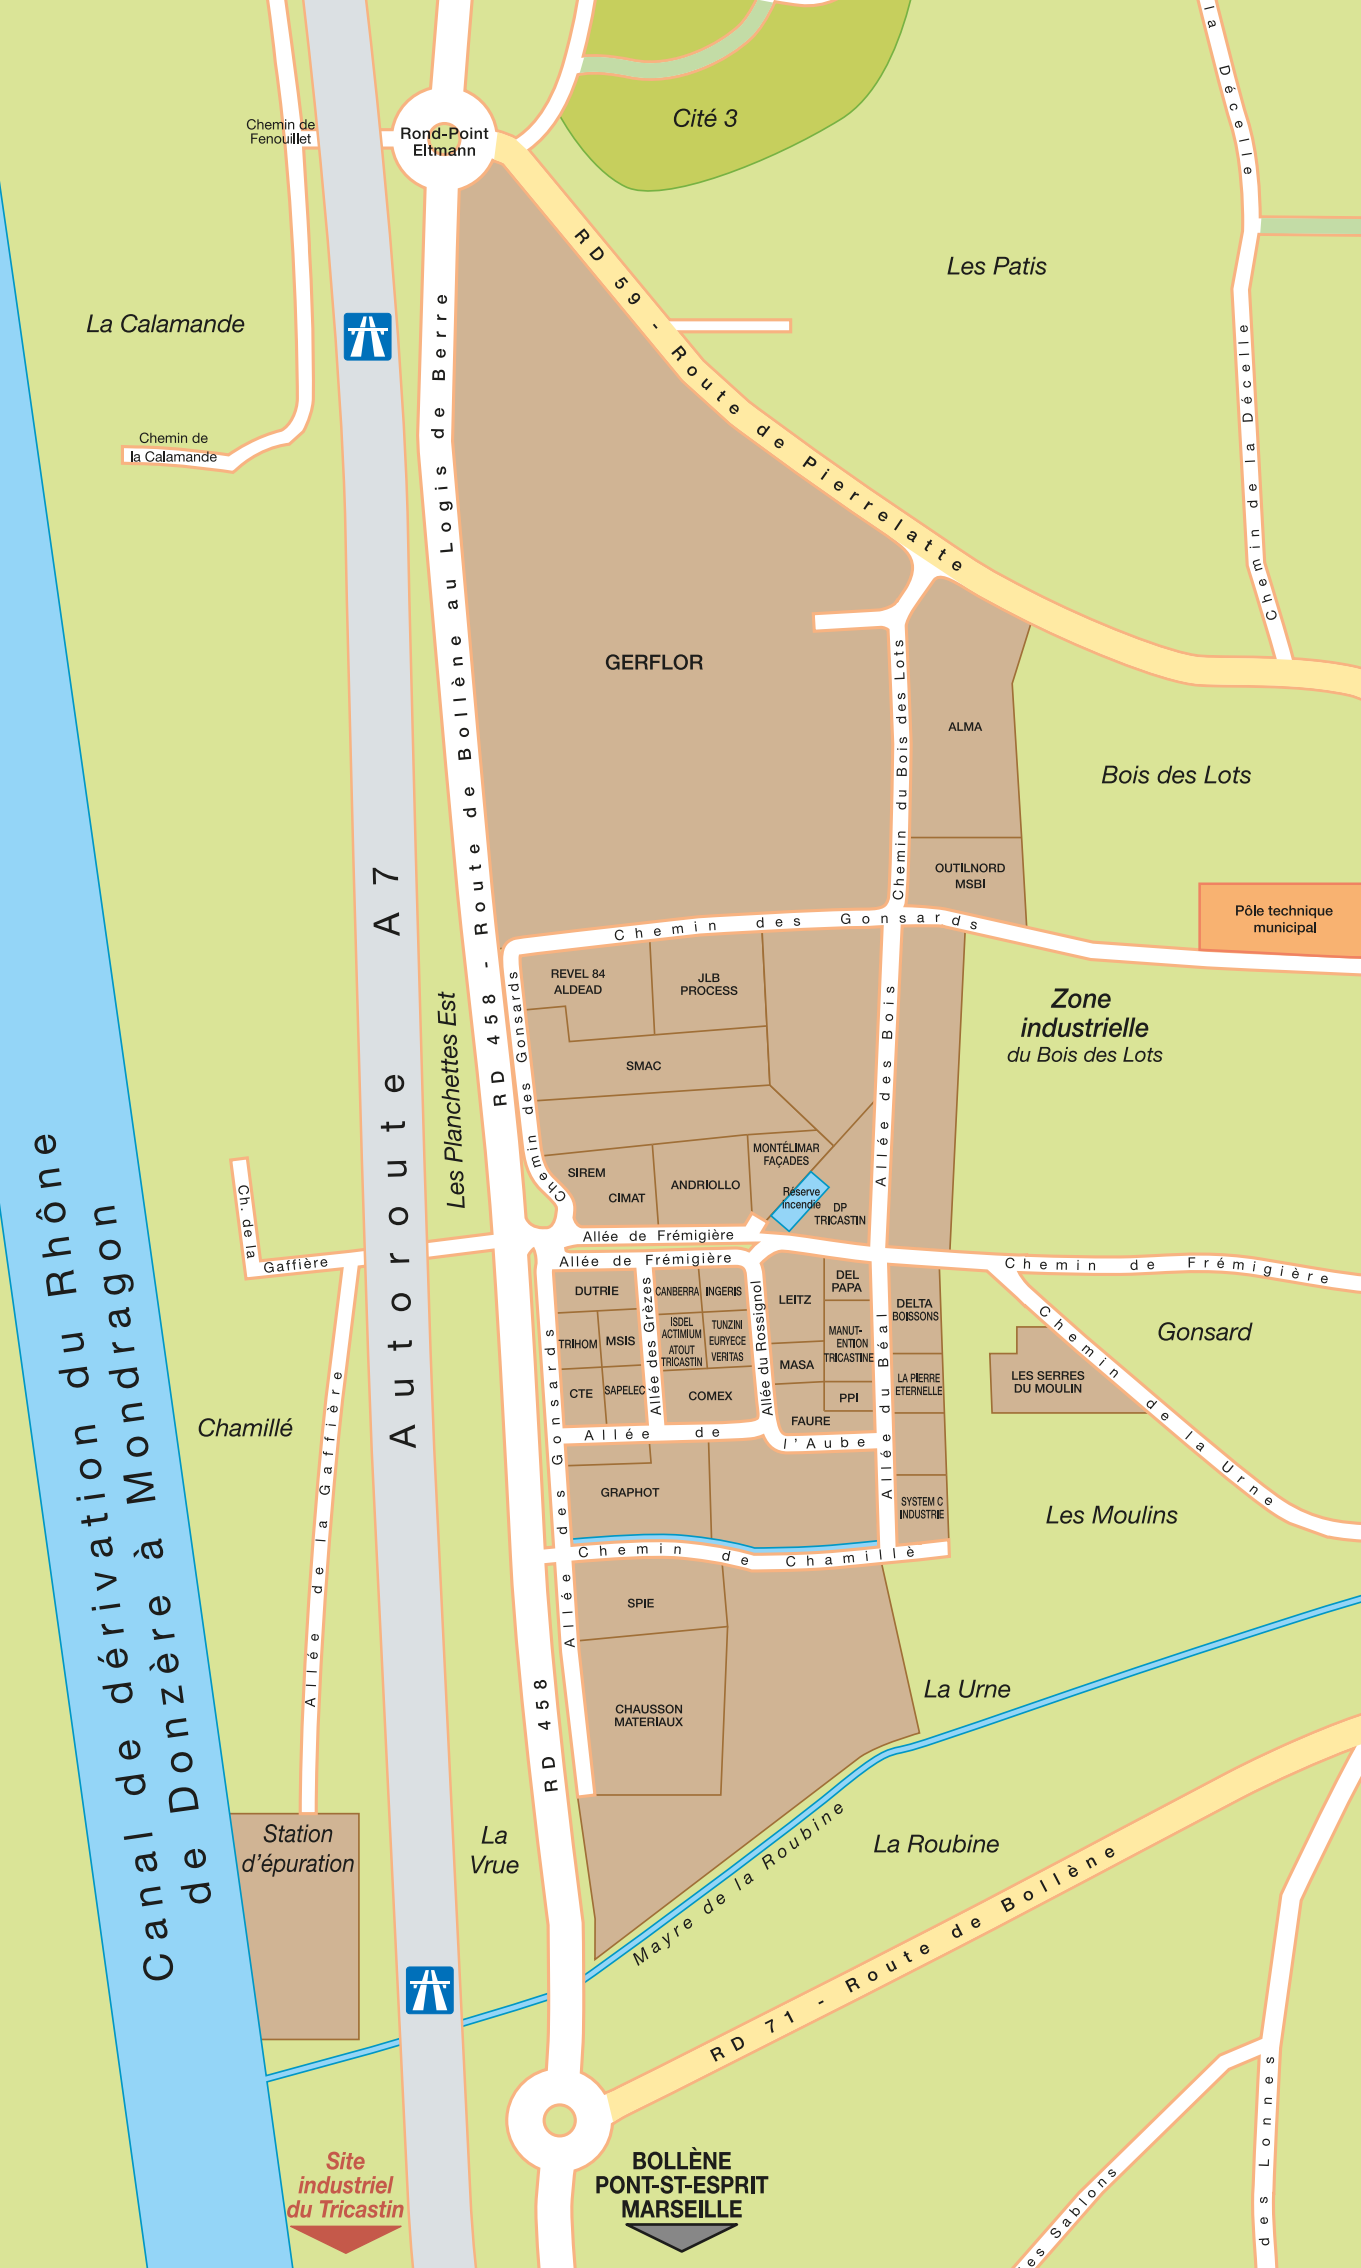 la Décelle
Cité 3
Chemin de
Fenouillet
Rond-Point
Eltmann
RD 59 - Route de Pierrelatte
Les Patis
La Calamande
Chemin de la Décelle
Chemin de
la Calamande
RD 458 - Route de Bollène au Logis de Berre
GERFLOR
Chemin du Bois des Lots
ALMA
Bois des Lots
OUTILNORD
MSBI
Pôle technique
municipal
Autoroute A7
Chemin des Gonsards
REVEL 84
ALDEAD
JLB
PROCESS
Les Planchettes Est
Chemin des Gonsards
Allée des Bois
Zone
industrielle
du Bois des Lots
SMAC
MONTÉLIMAR
FAÇADES
SIREM
CIMAT
ANDRIOLLO
Réserve
incendie
DP
TRICASTIN
Canal de dérivation du Rhône
de Donzère à Mondragon
Ch. de la
Gaffière
Allée de Frémigière
Allée de Frémigière
Chemin de Frémigière
DUTRIE
Allée des Grèzes
CANBERRA
INGERIS
Allée du Rossignol
LEITZ
DEL
PAPA
DELTA
BOISSONS
Chemin de la Urne
Gonsard
TRIHOM
MSIS
ISDEL
ACTIMIUM
ATOUT
TRICASTIN
TUNZINI
EURYECE
VERITAS
MANUT-
ENTION
TRICASTINE
MASA
Allée du Béal
CTE
SAPELEC
COMEX
PPI
FAURE
LA PIERRE
ETERNELLE
LES SERRES
DU MOULIN
Chamillé
Allée de la Gaffière
Allée des Gonsards
Allée de l'Aube
GRAPHOT
SYSTEM C
INDUSTRIE
Les Moulins
Chemin de Chamillè
SPIE
CHAUSSON
MATERIAUX
RD 458
La Urne
Station
d'épuration
La
Vrue
Mayre de la Roubine
La Roubine
RD 71 - Route de Bollène
Site
industriel
du Tricastin
BOLLÈNE
PONT-ST-ESPRIT
MARSEILLE
es Sablons
des Lonnes